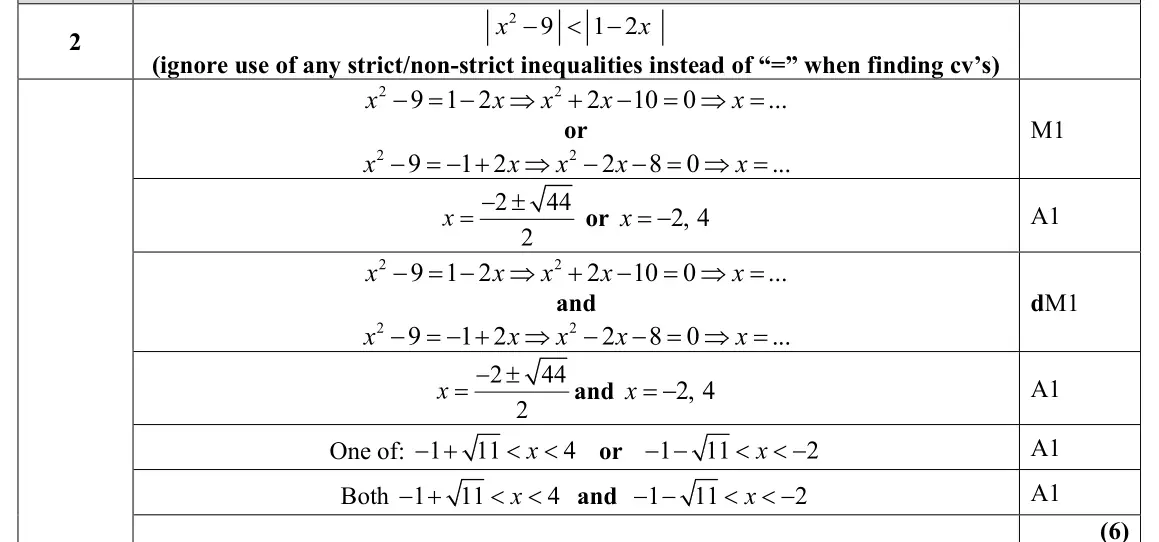 2
|x² − 9| < |1 − 2x|
(ignore use of any strict/non-strict inequalities instead of “=” when finding cv’s)
x² − 9 = 1 − 2x ⇒ x² + 2x − 10 = 0 ⇒ x = ...
or
x² − 9 = −1 + 2x ⇒ x² − 2x − 8 = 0 ⇒ x = ...
M1
x = (−2 ± √44)/2 or x = −2, 4
A1
x² − 9 = 1 − 2x ⇒ x² + 2x − 10 = 0 ⇒ x = ...
and
x² − 9 = −1 + 2x ⇒ x² − 2x − 8 = 0 ⇒ x = ...
dM1
x = (−2 ± √44)/2 and x = −2, 4
A1
One of: −1 + √11 < x < 4 or −1 − √11 < x < −2
A1
Both −1 + √11 < x < 4 and −1 − √11 < x < −2
A1
(6)